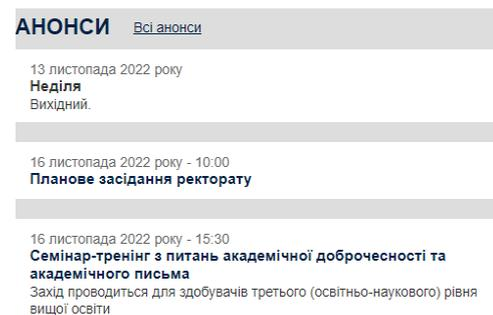 АНОНСИ Всі анонси
13 листопада 2022 року
Неділя
Вихідний.
16 листопада 2022 року - 10:00
Планове засідання ректорату
16 листопада 2022 року - 15:30
Семінар-тренінг з питань академічної доброчесності та
академічного письма
Захід проводиться для здобувачів третього (освітньо-наукового) рівня
вищої освіти